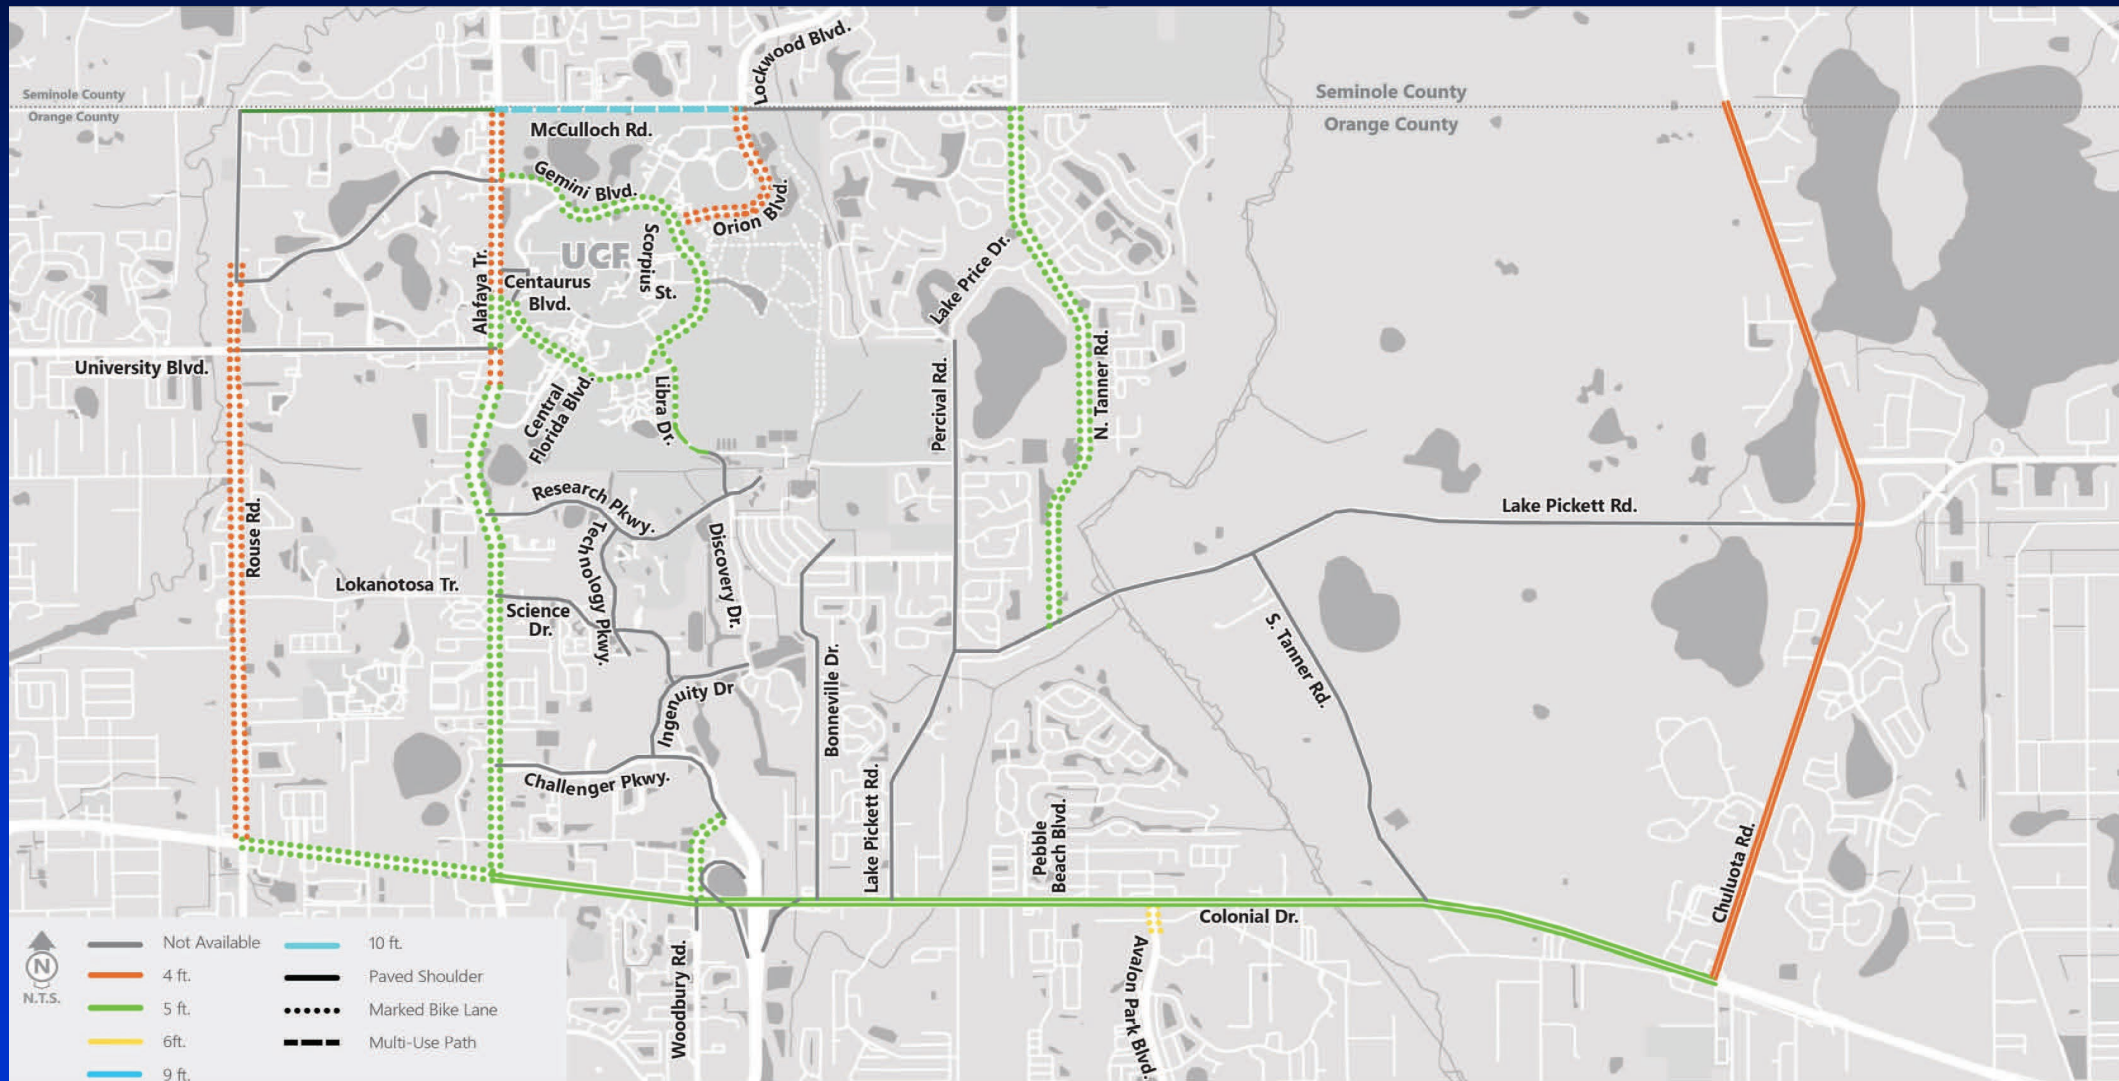 Lockwood Blvd.
Seminole County
Orange County
Seminole County
Orange County
McCulloch Rd.
Gemini Blvd.
Orion Blvd.
UCF
Scorpius
St.
Alafaya Tr.
Centaurus
Blvd.
Lake Price Dr.
University Blvd.
Central
Florida Blvd.
Libra Dr.
Percival Rd.
N. Tanner Rd.
Research Pkwy.
Technology Pkwy.
Discovery Dr.
Lake Pickett Rd.
Rouse Rd.
Lokanotosa Tr.
Science
Dr.
Ingenuity Dr
Bonneville Dr.
S. Tanner Rd.
Challenger Pkwy.
Lake Pickett Rd.
Pebble
Beach Blvd.
Chuluota Rd.
Colonial Dr.
Woodbury Rd.
Avalon Park Blvd.
N
N.T.S.
Not Available
4 ft.
5 ft.
6ft.
9 ft.
10 ft.
Paved Shoulder
Marked Bike Lane
Multi-Use Path